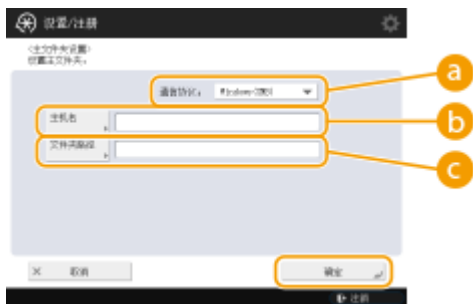 设置/注册
<主文件夹设置>
设置主文件夹。
通信协议: Windows(SMB)
a
主机名
b
文件夹路径
c
取消
确定
注销